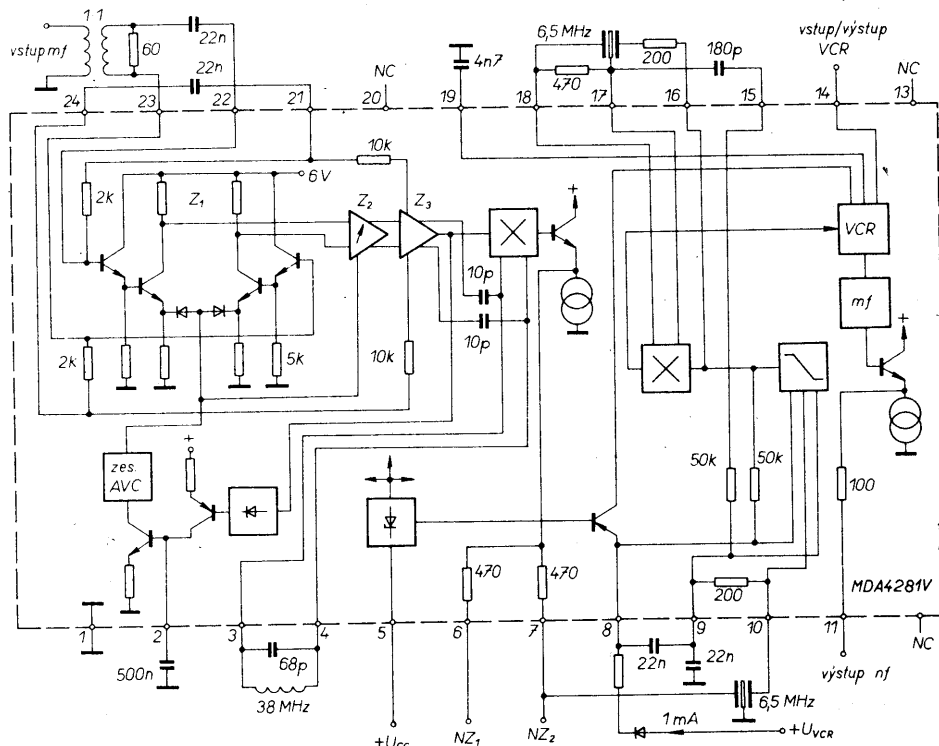 1:1
vstup mf
60
22n
22n
4n7
6,5 MHz
470
200
180p
vstup/výstup
VCR
NC
NC
24
23
22
21
20
19
18
17
16
15
14
13
10k
6V
2k
Z1
Z2
Z3
10p
10p
VCR
mf
+
+
2k
5k
10k
+
zes.
AVC
50k
50k
100
470
470
200
MDA4281V
1
2
3
4
5
6
7
8
9
10
11
NC
500n
68p
38 MHz
22n
22n
výstup nf
6,5 MHz
1mA
+UCC
NZ1
NZ2
+UVCR